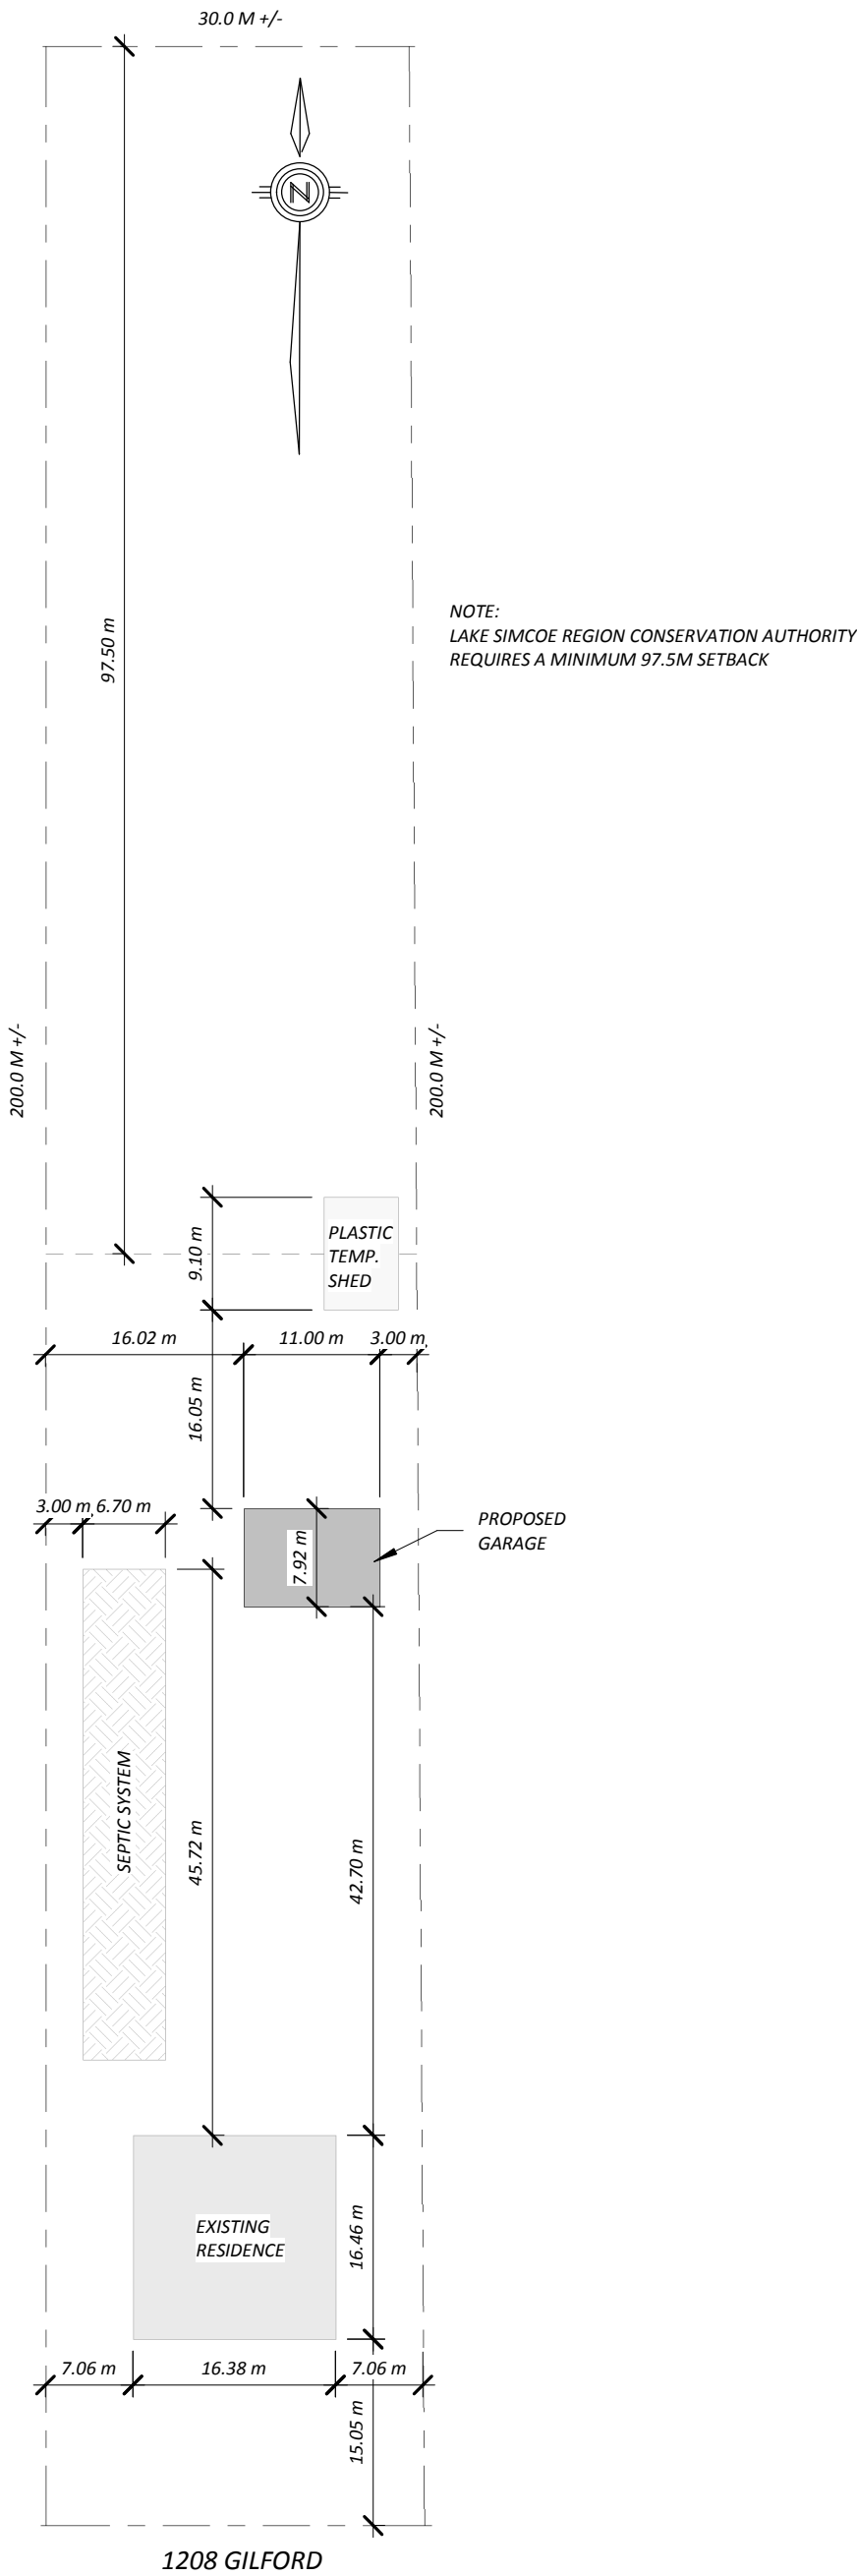 30.0 M +/-
N
97.50 m
NOTE:
LAKE SIMCOE REGION CONSERVATION AUTHORITY
REQUIRES A MINIMUM 97.5M SETBACK
200.0 M +/-
200.0 M +/-
9.10 m
PLASTIC
TEMP.
SHED
16.02 m
11.00 m
3.00 m
16.05 m
3.00 m
6.70 m
7.92 m
PROPOSED
GARAGE
SEPTIC SYSTEM
45.72 m
42.70 m
EXISTING
RESIDENCE
16.46 m
7.06 m
16.38 m
7.06 m
15.05 m
1208 GILFORD